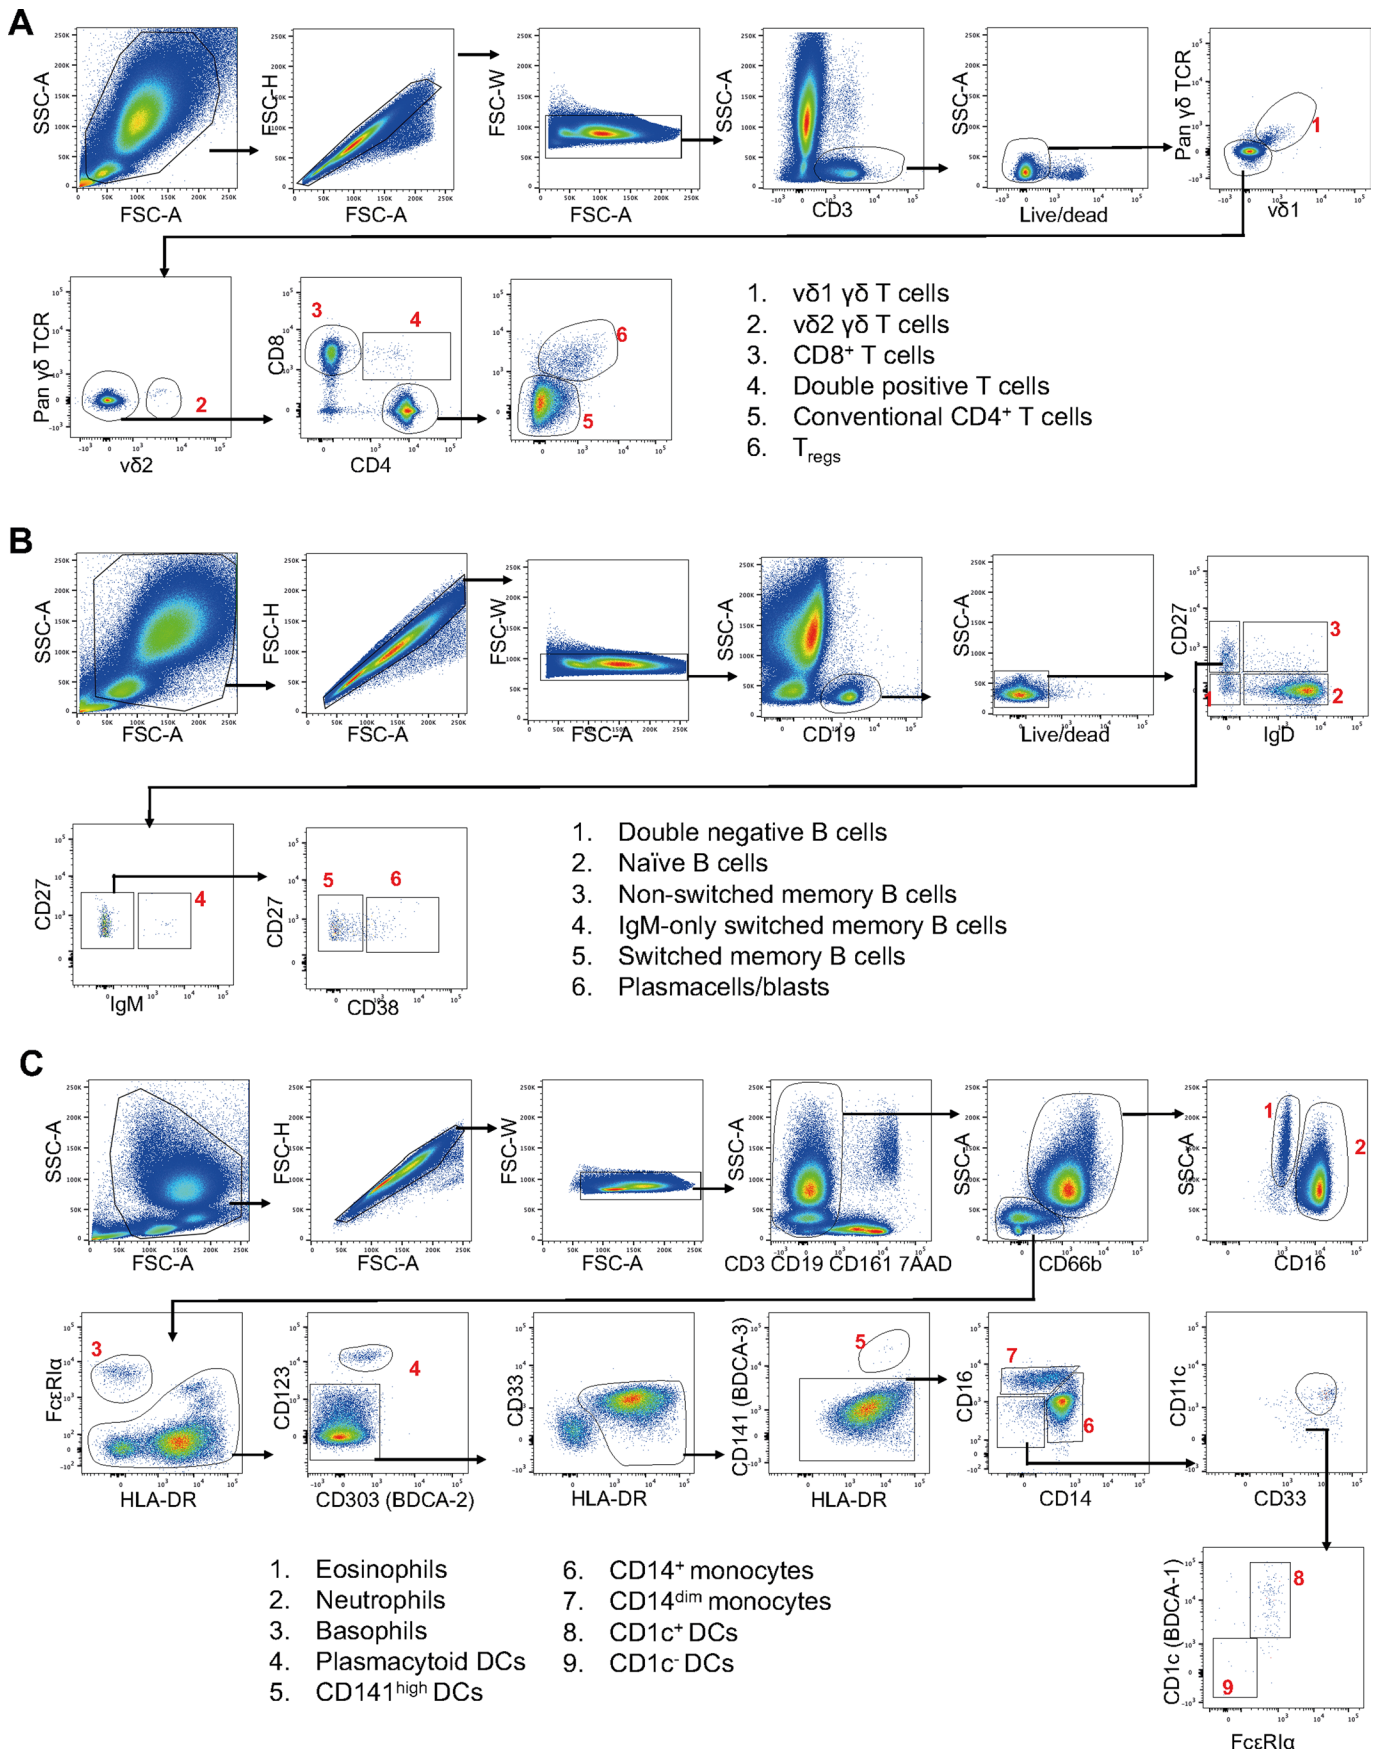 A
SSC-A
FSC-A
FSC-H
FSC-A
FSC-W
FSC-A
SSC-A
CD3
SSC-A
Live/dead
Pan γδ TCR
vδ1
1
Pan γδ TCR
vδ2
2
CD8
CD4
3
4
5
6
1. vδ1 γδ T cells
2. vδ2 γδ T cells
3. CD8+ T cells
4. Double positive T cells
5. Conventional CD4+ T cells
6. Tregs
B
SSC-A
FSC-A
FSC-H
FSC-A
FSC-W
FSC-A
SSC-A
CD19
SSC-A
Live/dead
CD27
IgD
1
2
3
CD27
IgM
4
CD27
CD38
5
6
1. Double negative B cells
2. Naïve B cells
3. Non-switched memory B cells
4. IgM-only switched memory B cells
5. Switched memory B cells
6. Plasmacells/blasts
C
SSC-A
FSC-A
FSC-H
FSC-A
FSC-W
FSC-A
SSC-A
CD3 CD19 CD161 7AAD
SSC-A
CD66b
SSC-A
CD16
1
2
FcεRIα
HLA-DR
3
CD123
CD303 (BDCA-2)
4
CD33
HLA-DR
CD141 (BDCA-3)
HLA-DR
5
CD16
CD14
7
6
CD11c
CD33
CD1c (BDCA-1)
FcεRIα
8
9
1. Eosinophils
2. Neutrophils
3. Basophils
4. Plasmacytoid DCs
5. CD141high DCs
6. CD14+ monocytes
7. CD14dim monocytes
8. CD1c+ DCs
9. CD1c- DCs